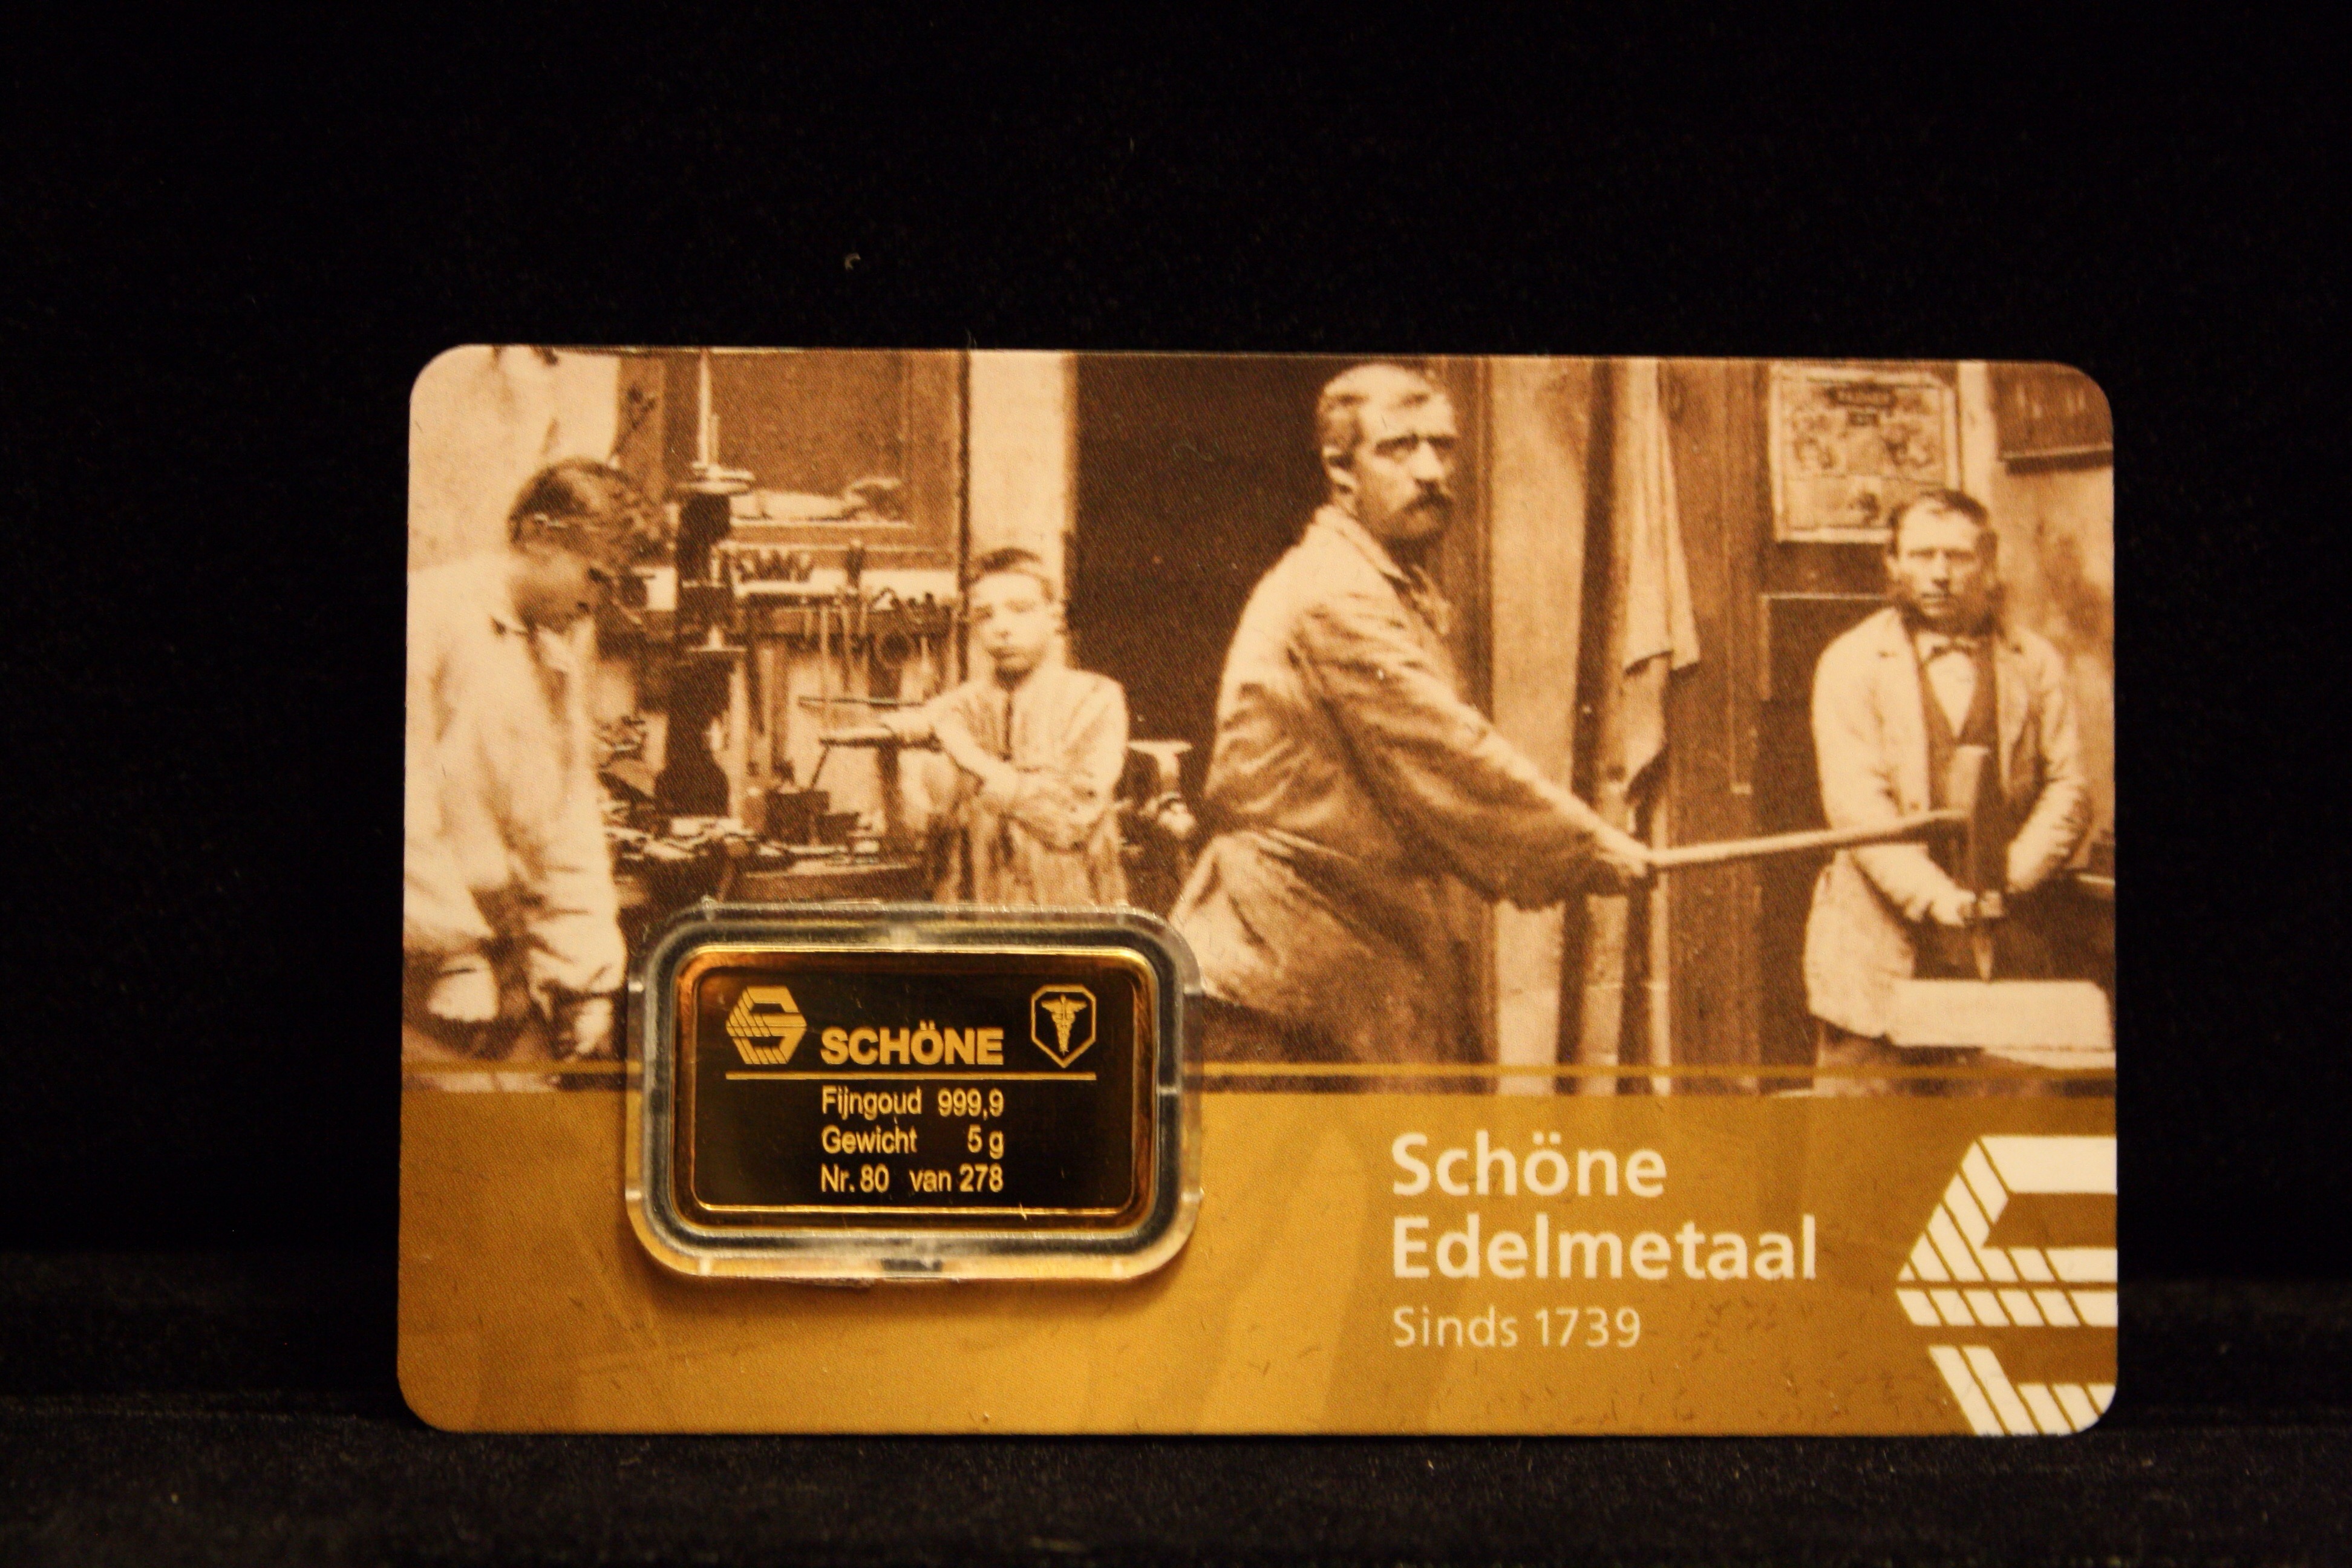 SCHÖNE
Fijngoud 999,9
Gewicht 5 g
Nr. 80 van 278
Schöne
Edelmetaal
Sinds 1739